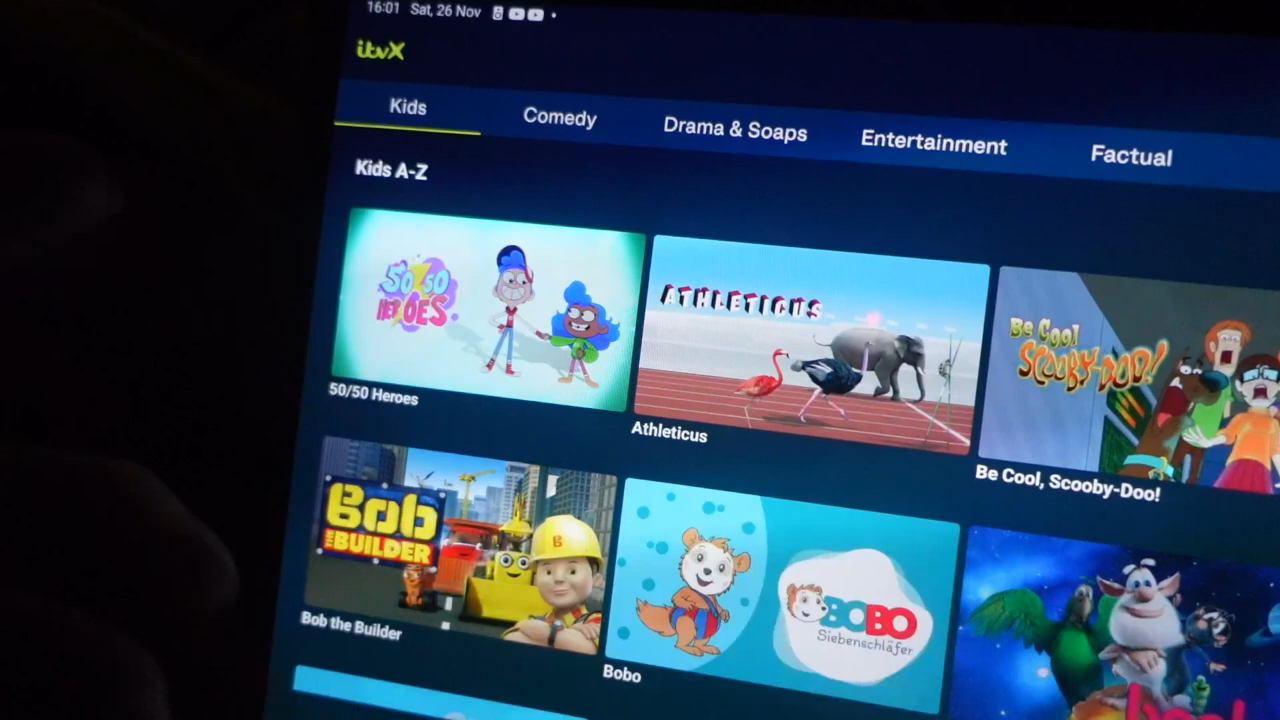 16:01 Sat, 26 Nov
itvX
Kids Comedy Drama & Soaps Entertainment Factual
Kids A-Z
50/50
HEROES
ATHLETICUS
Be Cool
SCOOBY-DOO!
50/50 Heroes
Athleticus
Be Cool, Scooby-Doo!
Bob
THE BUILDER
B
BOBO
Siebenschläfer
Bob the Builder
Bobo